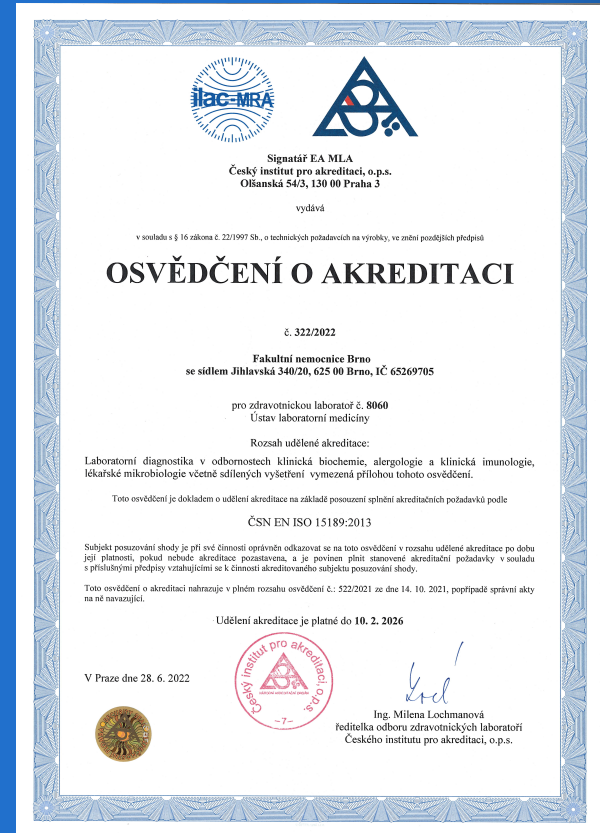 ilac-MRA
Signatář EA MLA
Český institut pro akreditaci, o.p.s.
Olšanská 54/3, 130 00 Praha 3
vydává
v souladu s § 16 zákona č. 22/1997 Sb., o technických požadavcích na výrobky, ve znění pozdějších předpisů
OSVĚDČENÍ O AKREDITACI
č. 322/2022
Fakultní nemocnice Brno
se sídlem Jihlavská 340/20, 625 00 Brno, IČ 65269705
pro zdravotnickou laboratoř č. 8060
Ústav laboratorní medicíny
Rozsah udělené akreditace:
Laboratorní diagnostika v odbornostech klinická biochemie, alergologie a klinická imunologie,
lékařské mikrobiologie včetně sdílených vyšetření vymezená přílohou tohoto osvědčení.
Toto osvědčení je dokladem o udělení akreditace na základě posouzení splnění akreditačních požadavků podle
ČSN EN ISO 15189:2013
Subjekt posuzování shody je při své činnosti oprávněn odkazovat se na toto osvědčení v rozsahu udělené akreditace po dobu
její platnosti, pokud nebude akreditace pozastavena, a je povinen plnit stanovené akreditační požadavky v souladu
s příslušnými předpisy vztahujícími se k činnosti akreditovaného subjektu posuzování shody.
Toto osvědčení o akreditaci nahrazuje v plném rozsahu osvědčení č.: 522/2021 ze dne 14. 10. 2021, popřípadě správní akty
na ně navazující.
Udělení akreditace je platné do 10. 2. 2026
Český institut pro akreditaci, o.p.s.
-7-
V Praze dne 28. 6. 2022
Ing. Milena Lochmanová
ředitelka odboru zdravotnických laboratoří
Českého institutu pro akreditaci, o.p.s.